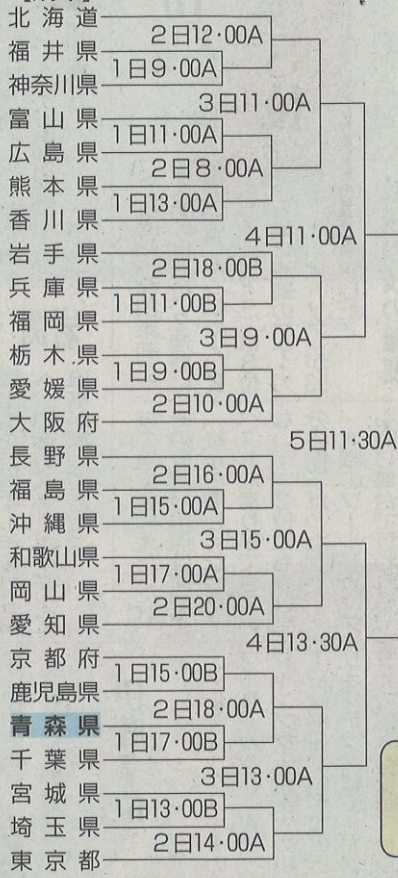 北海道
2日12・00A
福井県
1日9・00A
神奈川県
3日11・00A
富山県
1日11・00A
広島県
2日8・00A
熊本県
1日13・00A
香川県
4日11・00A
岩手県
2日18・00B
兵庫県
1日11・00B
福岡県
3日9・00A
栃木県
1日9・00B
愛媛県
2日10・00A
大阪府
5日11・30A
長野県
2日16・00A
福島県
1日15・00A
沖縄県
3日15・00A
和歌山県
1日17・00A
岡山県
2日20・00A
愛知県
4日13・30A
京都府
1日15・00B
鹿児島県
2日18・00A
青森県
1日17・00B
千葉県
3日13・00A
宮城県
1日13・00B
埼玉県
2日14・00A
東京都